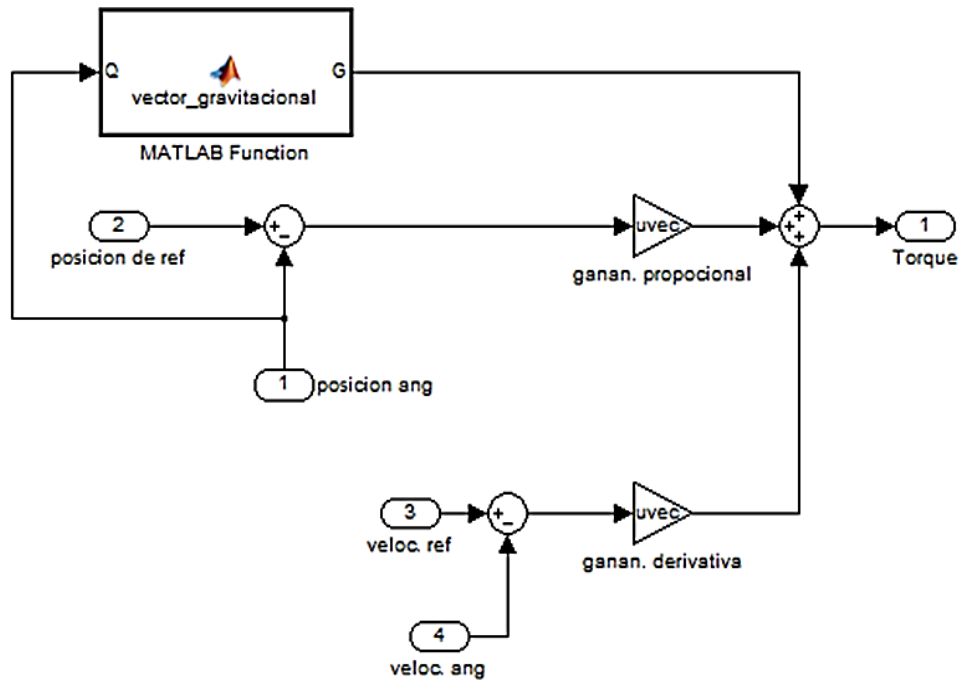 Q
G
vector_gravitacional
MATLAB Function
2
posicion de ref
+
-
uvec
ganan. propocional
+
+
+
1
Torque
1
posicion ang
3
veloc. ref
+
-
uvec
ganan. derivativa
4
veloc. ang